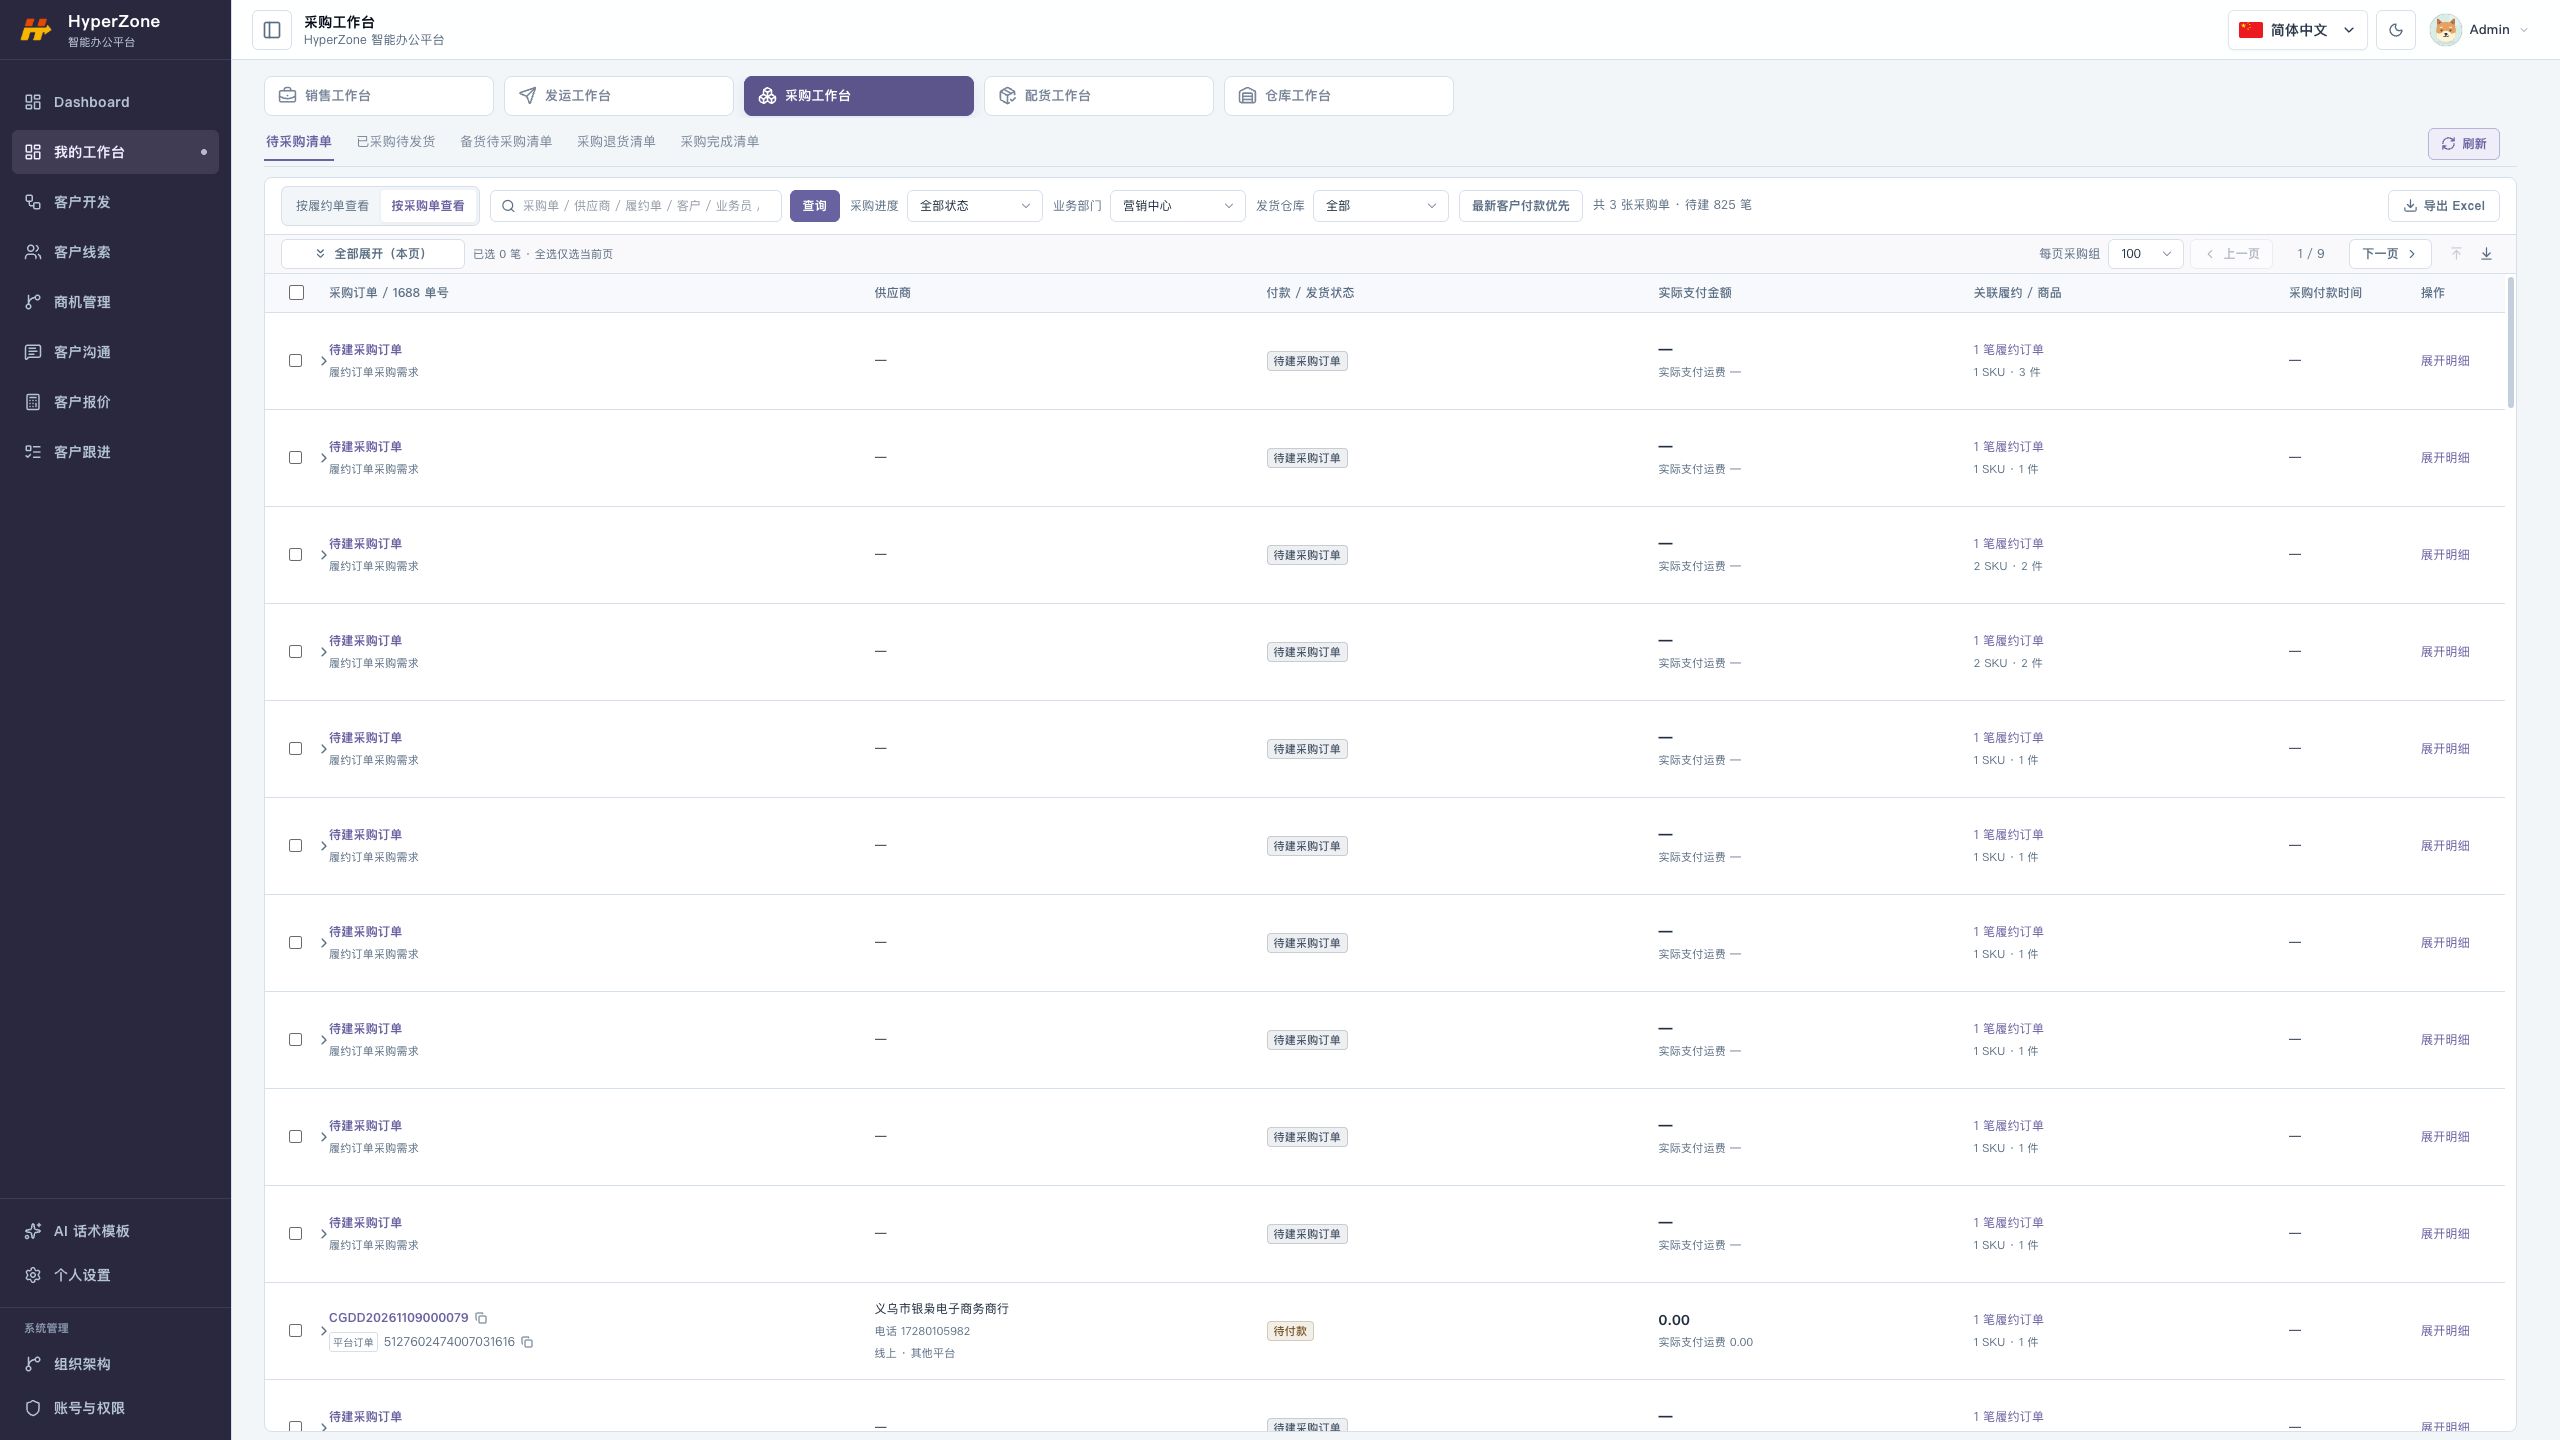 HyperZone
智能办公平台
Dashboard
我的工作台
客户开发
客户线索
商机管理
客户沟通
客户报价
客户跟进
AI 话术模板
个人设置
系统管理
组织架构
账号与权限
采购工作台
HyperZone 智能办公平台
简体中文
Admin
销售工作台
发运工作台
采购工作台
配货工作台
仓库工作台
待采购清单 已采购待发货 备货待采购清单 采购退货清单 采购完成清单
刷新
按履约单查看 按采购单查看 采购单 / 供应商 / 履约单 / 客户 / 业务员 / 查询 采购进度 全部状态 业务部门 营销中心 发货仓库 全部 最新客户付款优先 共 3 张采购单 · 待建 825 笔 导出 Excel
全部展开（本页） 已选 0 笔 · 全选仅选当前页 每页采购组 100 上一页 1 / 9 下一页
采购订单 / 1688 单号 供应商 付款 / 发货状态 实际支付金额 关联履约 / 商品 采购付款时间 操作
待建采购订单 — 1 笔履约订单
— 待建采购订单 — 展开明细
履约订单采购需求 实际支付运费 — 1 SKU · 3 件
待建采购订单 — 1 笔履约订单
— 待建采购订单 — 展开明细
履约订单采购需求 实际支付运费 — 1 SKU · 1 件
待建采购订单 — 1 笔履约订单
— 待建采购订单 — 展开明细
履约订单采购需求 实际支付运费 — 2 SKU · 2 件
待建采购订单 — 1 笔履约订单
— 待建采购订单 — 展开明细
履约订单采购需求 实际支付运费 — 2 SKU · 2 件
待建采购订单 — 1 笔履约订单
— 待建采购订单 — 展开明细
履约订单采购需求 实际支付运费 — 1 SKU · 1 件
待建采购订单 — 1 笔履约订单
— 待建采购订单 — 展开明细
履约订单采购需求 实际支付运费 — 1 SKU · 1 件
待建采购订单 — 1 笔履约订单
— 待建采购订单 — 展开明细
履约订单采购需求 实际支付运费 — 1 SKU · 1 件
待建采购订单 — 1 笔履约订单
— 待建采购订单 — 展开明细
履约订单采购需求 实际支付运费 — 1 SKU · 1 件
待建采购订单 — 1 笔履约订单
— 待建采购订单 — 展开明细
履约订单采购需求 实际支付运费 — 1 SKU · 1 件
待建采购订单 — 1 笔履约订单
— 待建采购订单 — 展开明细
履约订单采购需求 实际支付运费 — 1 SKU · 1 件
义乌市银枭电子商务商行
CGDD20261109000079 0.00 1 笔履约订单
电话 17280105982 待付款 — 展开明细
平台订单 5127602474007031616 实际支付运费 0.00 1 SKU · 1 件
线上 · 其他平台
待建采购订单 — 1 笔履约订单
— 待建采购订单 — 展开明细